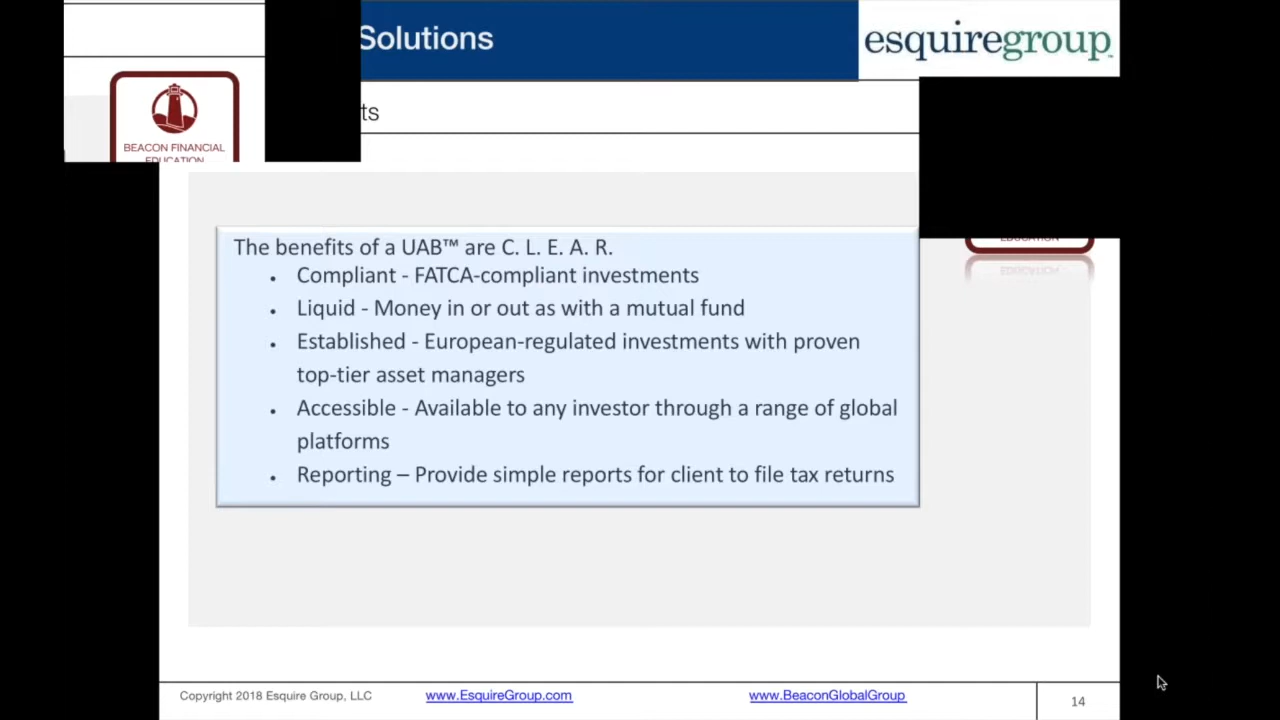 Solutions
esquiregroup
ts
BEACON FINANCIAL
EDUCATION
EDUCATION
The benefits of a UAB™ are C. L. E. A. R.
• Compliant - FATCA-compliant investments
• Liquid - Money in or out as with a mutual fund
• Established - European-regulated investments with proven
top-tier asset managers
• Accessible - Available to any investor through a range of global
platforms
• Reporting – Provide simple reports for client to file tax returns
Copyright 2018 Esquire Group, LLC
www.EsquireGroup.com
www.BeaconGlobalGroup
14